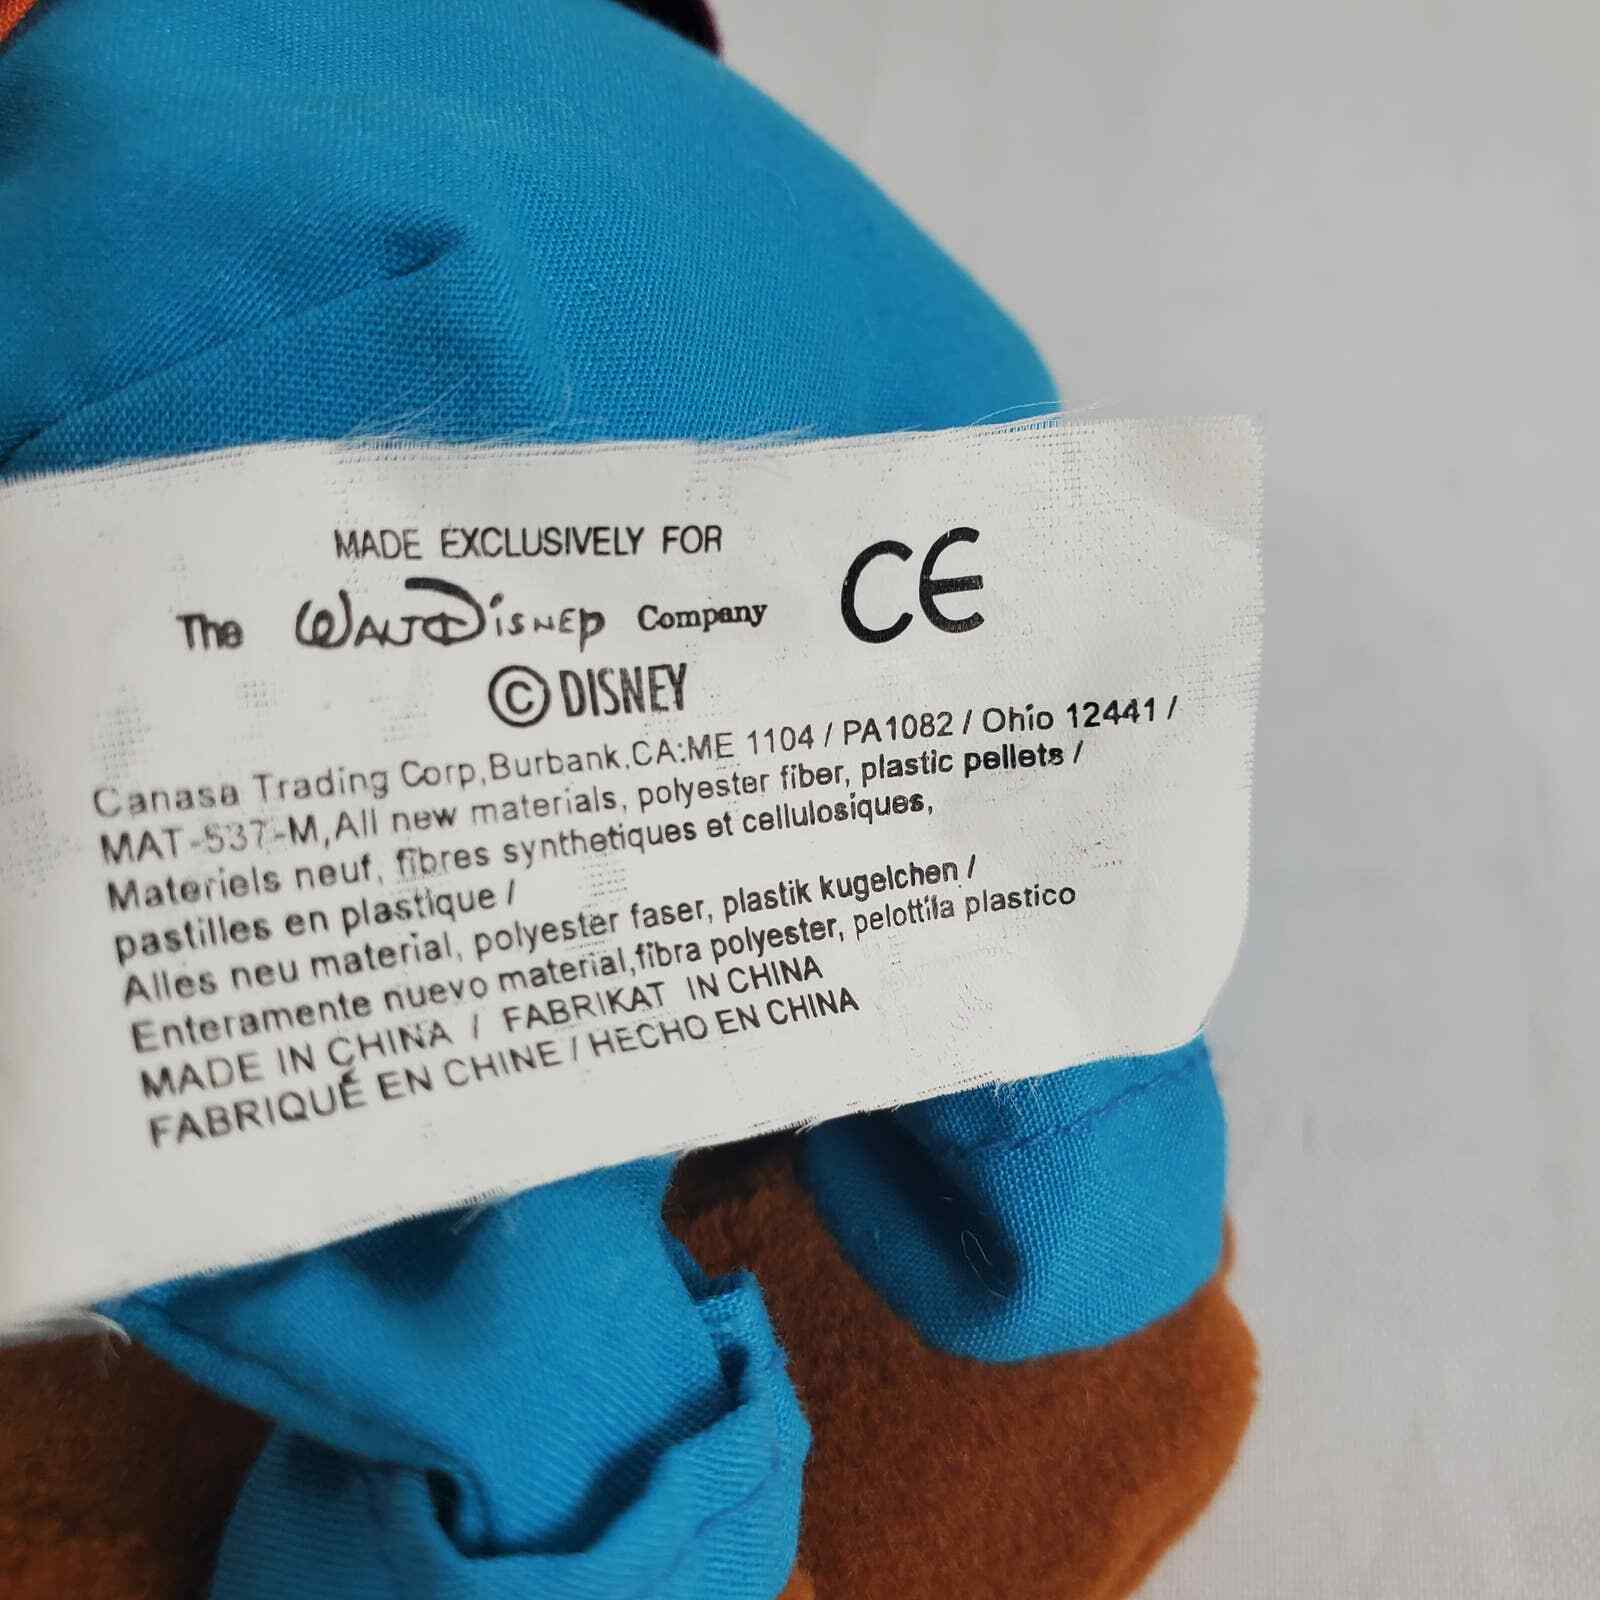 MADE EXCLUSIVELY FOR
The WALT DISNEY Company CE
© DISNEY
Canasa Trading Corp,Burbank,CA:ME 1104 / PA1082 / Ohio 12441 /
MAT-537-M,All new materials, polyester fiber, plastic pellets /
Materiels neuf, fibres synthetiques et cellulosiques,
pastilles en plastique /
Alles neu material, polyester faser, plastik kugelchen /
Enteramente nuevo material,fibra polyester, pelottila plastico
MADE IN CHINA / FABRIKAT IN CHINA
FABRIQUÉ EN CHINE / HECHO EN CHINA